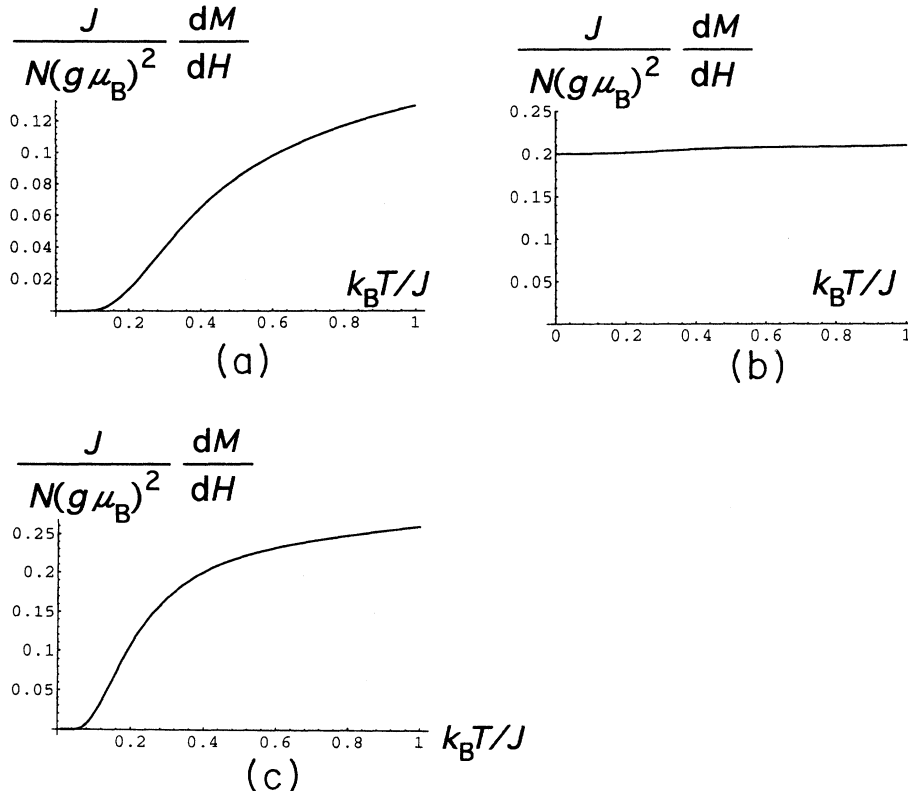 J dM
N(gμB)² dH
0.12
0.1
0.08
0.06
0.04
0.02
kBT/J
0.2 0.4 0.6 0.8 1
(a)
J dM
N(gμB)² dH
0.25
0.2
0.15
0.1
0.05
kBT/J
0 0.2 0.4 0.6 0.8 1
(b)
J dM
N(gμB)² dH
0.25
0.2
0.15
0.1
0.05
0.2 0.4 0.6 0.8 1 kBT/J
(c)